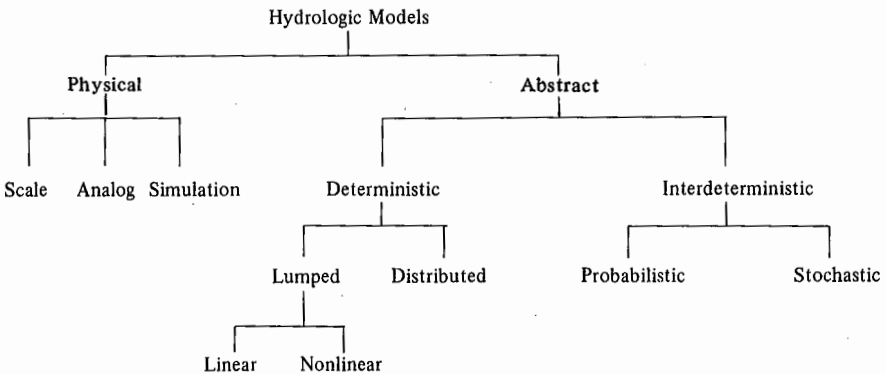 Hydrologic Models
Physical
Abstract
Scale
Analog
Simulation
Deterministic
Interdeterministic
Lumped
Distributed
Probabilistic
Stochastic
Linear
Nonlinear